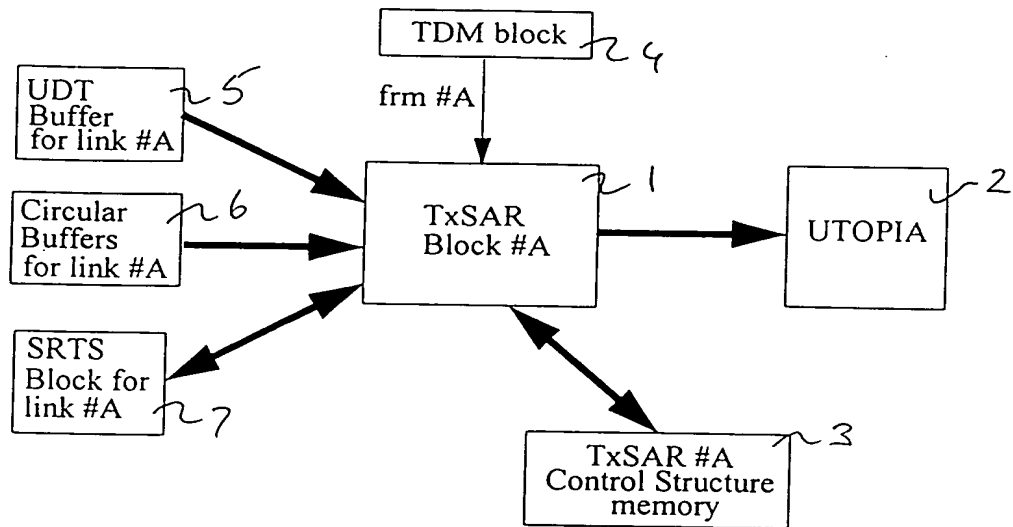 TDM block
4
frm #A
UDT
Buffer
for link #A
5
Circular
Buffers
for link #A
6
SRTS
Block for
link #A
7
TxSAR
Block #A
1
UTOPIA
2
TxSAR #A
Control Structure
memory
3